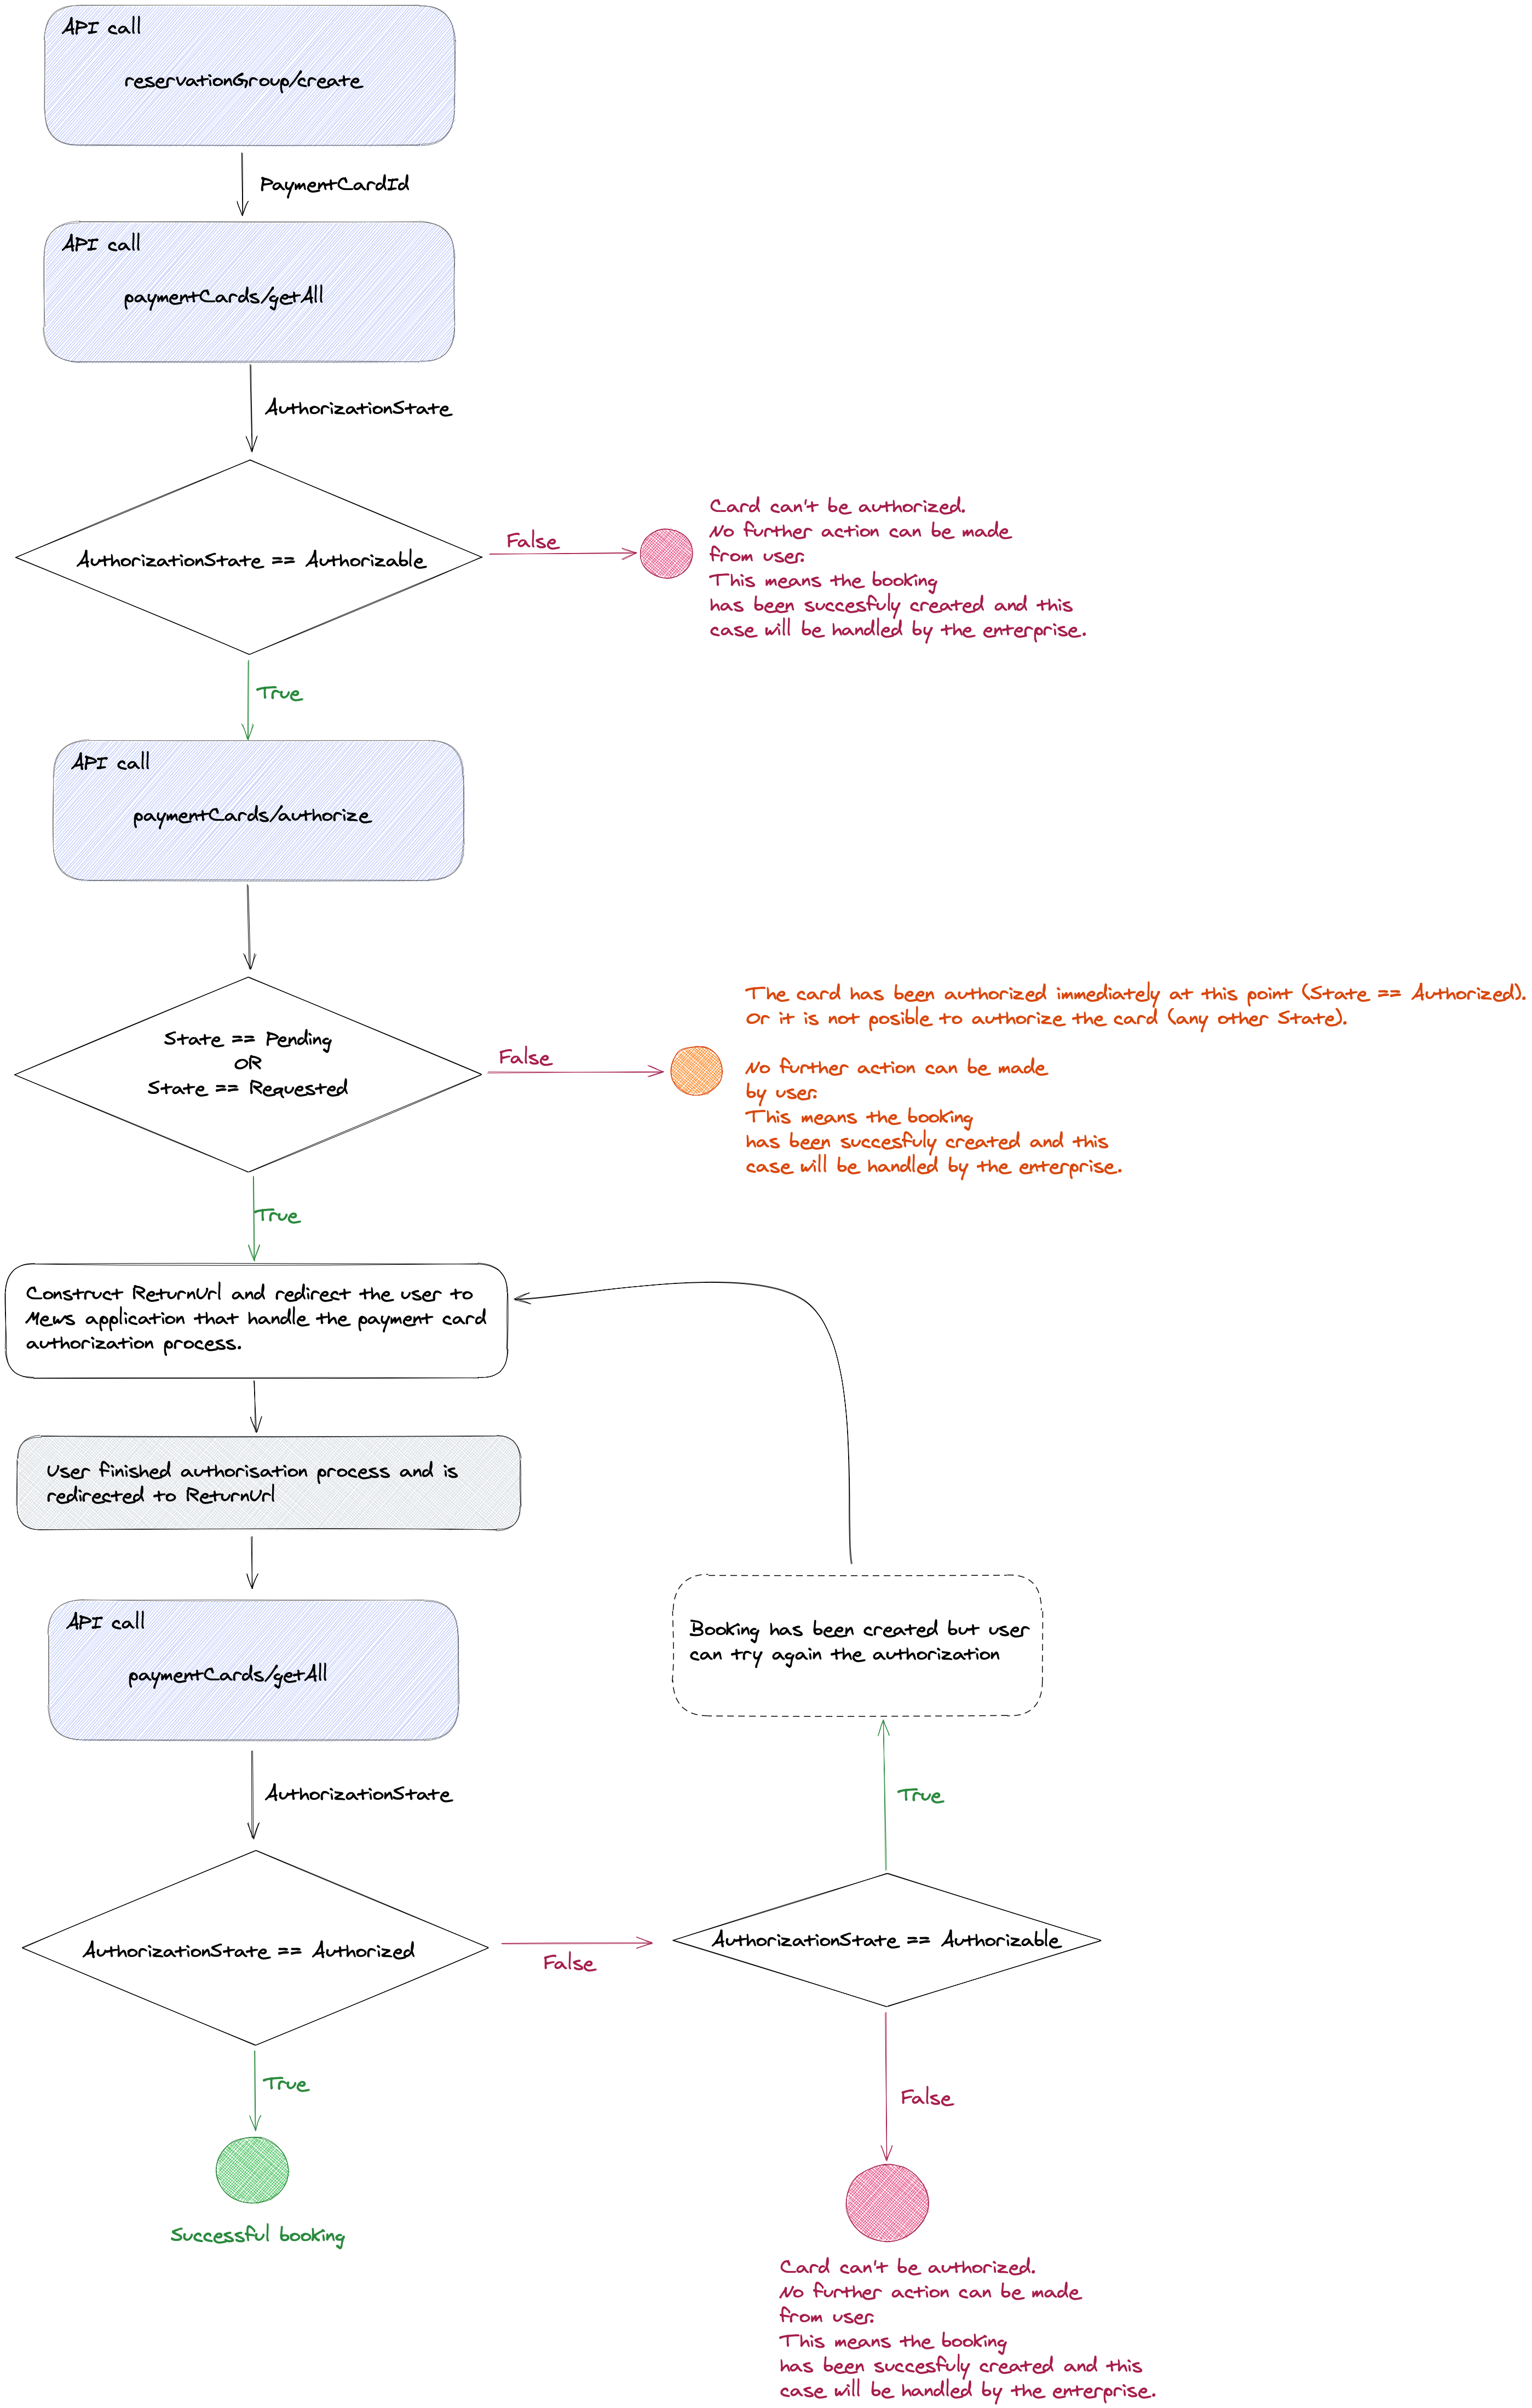 API call
reservationGroup/create
PaymentCardId
API call
paymentCards/getAll
AuthorizationState
AuthorizationState == Authorizable
False
Card can't be authorized.
No further action can be made
from user.
This means the booking
has been succesfuly created and this
case will be handled by the enterprise.
True
API call
paymentCards/authorize
State == Pending
OR
State == Requested
False
The card has been authorized immediately at this point (State == Authorized).
Or it is not posible to authorize the card (any other State).
No further action can be made
by user.
This means the booking
has been succesfuly created and this
case will be handled by the enterprise.
True
Construct ReturnUrl and redirect the user to
Mews application that handle the payment card
authorization process.
User finished authorisation process and is
redirected to ReturnUrl
API call
paymentCards/getAll
Booking has been created but user
can try again the authorization
AuthorizationState
True
AuthorizationState == Authorized
False
AuthorizationState == Authorizable
True
False
Successful booking
Card can't be authorized.
No further action can be made
from user.
This means the booking
has been succesfuly created and this
case will be handled by the enterprise.